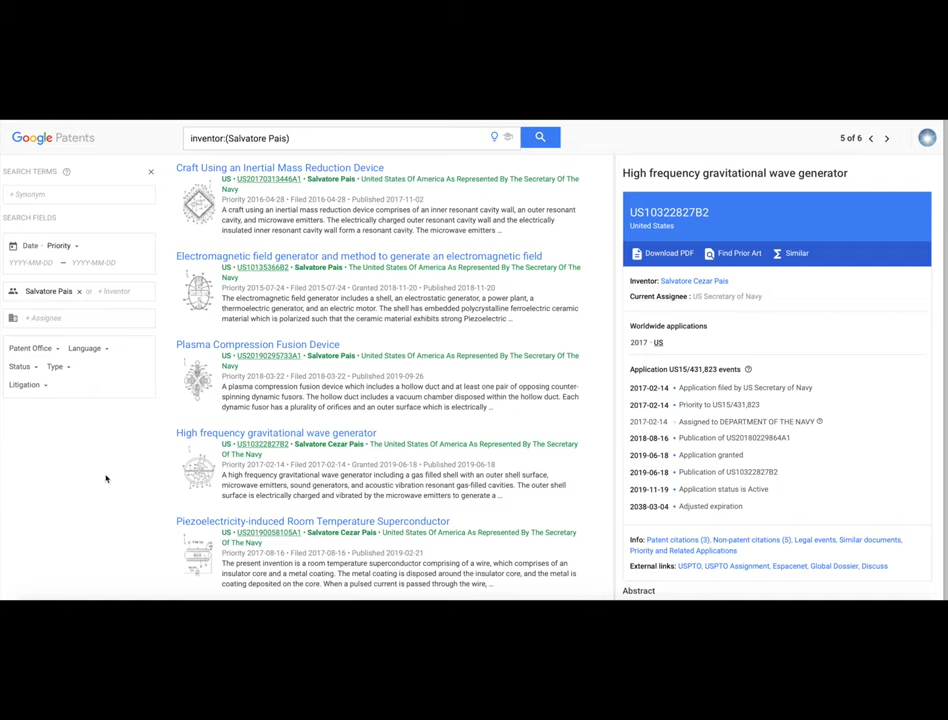 Google Patents
inventor:(Salvatore Pais)
5 of 6
SEARCH TERMS
+ Synonym
SEARCH FIELDS
Date · Priority
YYYY-MM-DD — YYYY-MM-DD
Salvatore Pais × or + Inventor
+ Assignee
Patent Office Language
Status Type
Litigation
Craft Using an Inertial Mass Reduction Device
US • US20170313446A1 • Salvatore Pais • United States Of America As Represented By The Secretary Of The
Navy
Priority 2016-04-28 • Filed 2016-04-28 • Published 2017-11-02
A craft using an inertial mass reduction device comprises of an inner resonant cavity wall, an outer resonant
cavity, and microwave emitters. The electrically charged outer resonant cavity wall and the electrically
insulated inner resonant cavity wall form a resonant cavity. The microwave emitters ...
Electromagnetic field generator and method to generate an electromagnetic field
US • US10135366B2 • Salvatore Pais • United States Of America As Represented By The Secretary Of The
Navy
Priority 2015-07-24 • Filed 2015-07-24 • Granted 2018-11-20 • Published 2018-11-20
The electromagnetic field generator includes a shell, an electrostatic generator, a power plant, a
thermoelectric generator, and an electric motor. The shell has embedded polycrystalline ferroelectric ceramic
material which is polarized such that the ceramic material exhibits strong Piezoelectric ...
Plasma Compression Fusion Device
US • US20190295733A1 • Salvatore Pais • United States Of America As Represented By The Secretary Of The
Navy
Priority 2018-03-22 • Filed 2018-03-22 • Published 2019-09-26
A plasma compression fusion device which includes a hollow duct and at least one pair of opposing counter-
spinning dynamic fusors. The hollow duct includes a vacuum chamber disposed within the hollow duct. Each
dynamic fusor has a plurality of orifices and an outer surface which is electrically ...
High frequency gravitational wave generator
US • US10322827B2 • Salvatore Cezar Pais • The United States Of America As Represented By The Secretary
Of The Navy
Priority 2017-02-14 • Filed 2017-02-14 • Granted 2019-06-18 • Published 2019-06-18
A high frequency gravitational wave generator including a gas filled shell with an outer shell surface,
microwave emitters, sound generators, and acoustic vibration resonant gas-filled cavities. The outer shell
surface is electrically charged and vibrated by the microwave emitters to generate a ...
Piezoelectricity-induced Room Temperature Superconductor
US • US20190058105A1 • Salvatore Cezar Pais • United States Of America As Represented By The Secretary
Of The Navy
Priority 2017-08-16 • Filed 2017-08-16 • Published 2019-02-21
The present invention is a room temperature superconductor comprising of a wire, which comprises of an
insulator core and a metal coating. The metal coating is disposed around the insulator core, and the metal is
coating deposited on the core. When a pulsed current is passed through the wire, ...
High frequency gravitational wave generator
US10322827B2
United States
Download PDF Find Prior Art Similar
Inventor: Salvatore Cezar Pais
Current Assignee : US Secretary of Navy
Worldwide applications
2017 · US
Application US15/431,823 events
2017-02-14 • Application filed by US Secretary of Navy
2017-02-14 • Priority to US15/431,823
2017-02-14 • Assigned to DEPARTMENT OF THE NAVY
2018-08-16 • Publication of US20180229864A1
2019-06-18 • Application granted
2019-06-18 • Publication of US10322827B2
2019-11-19 • Application status is Active
2038-03-04 • Adjusted expiration
Info: Patent citations (3), Non-patent citations (5), Legal events, Similar documents,
Priority and Related Applications
External links: USPTO, USPTO Assignment, Espacenet, Global Dossier, Discuss
Abstract